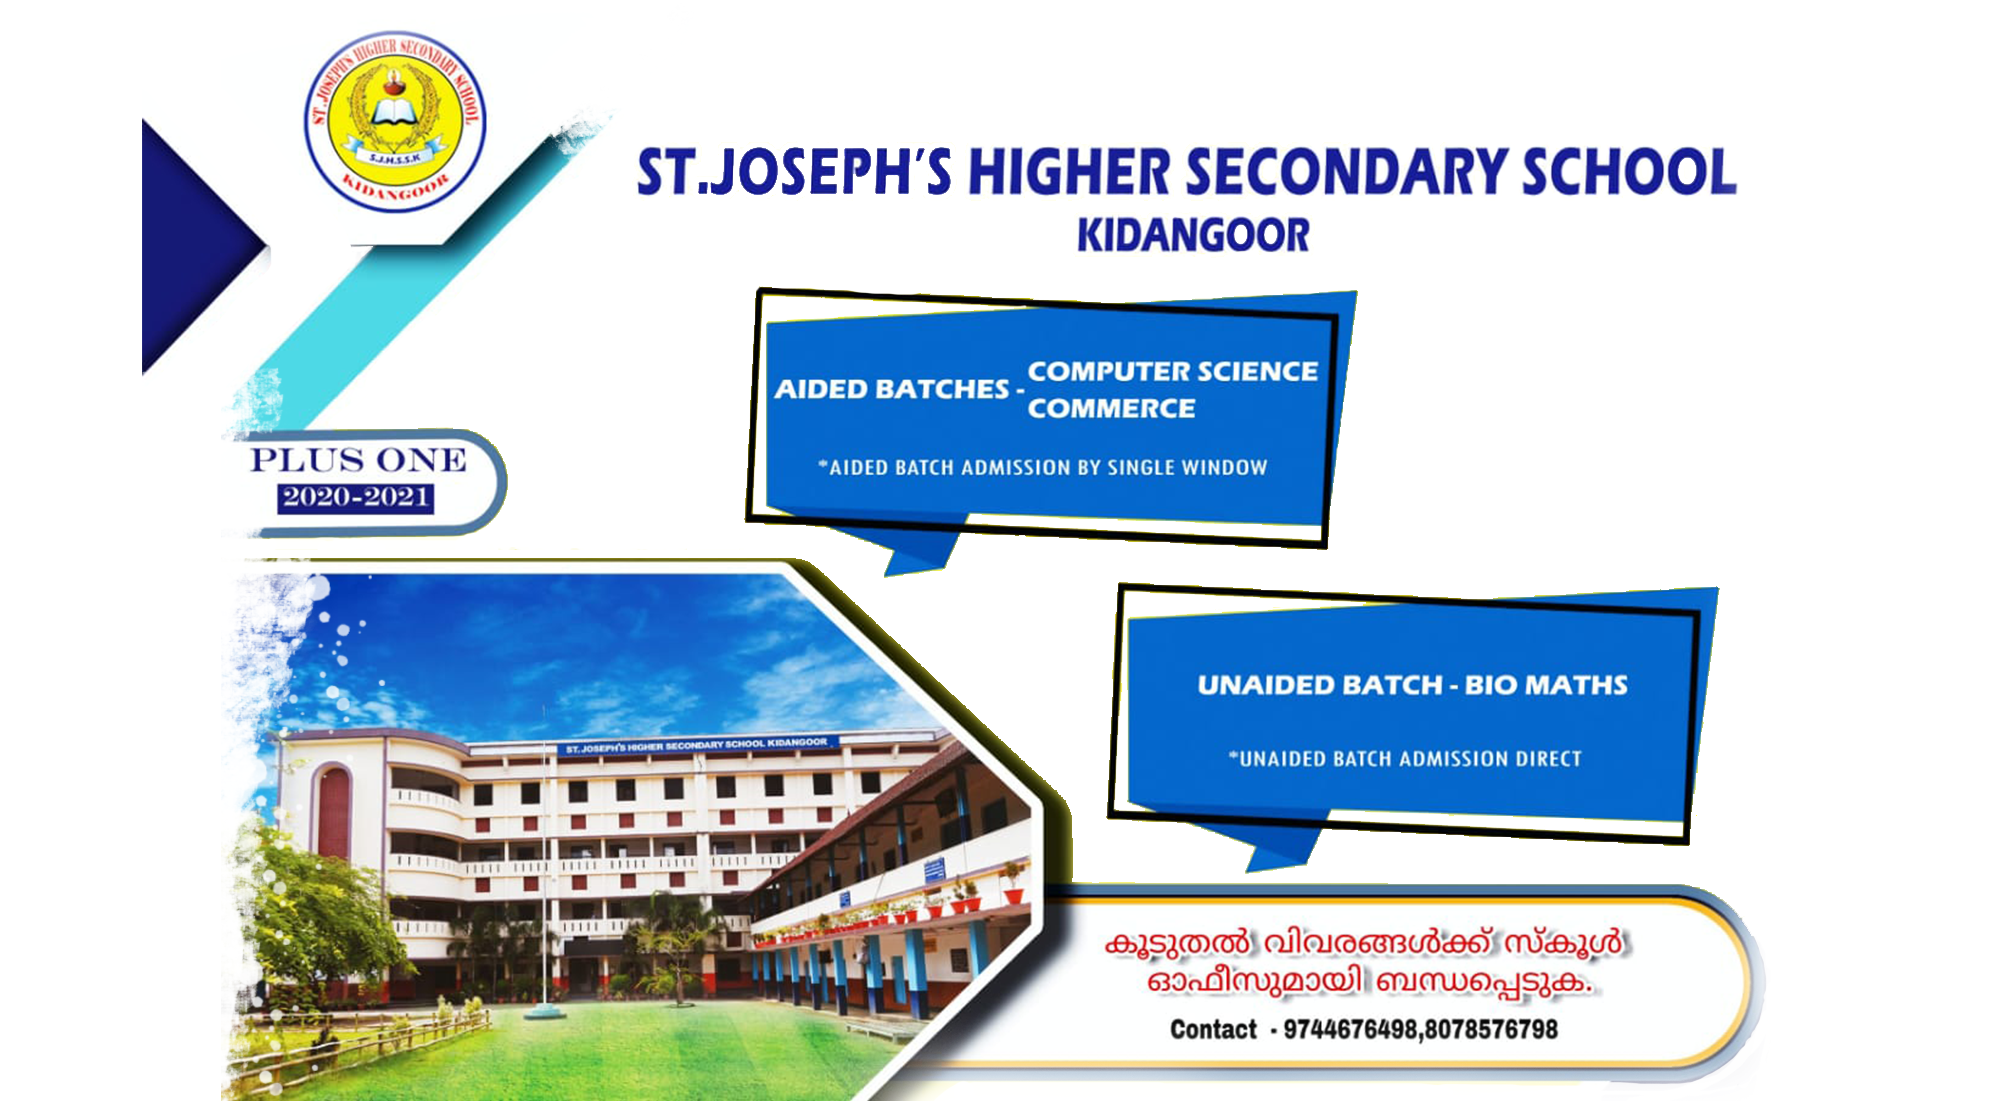 ST.JOSEPH'S HIGHER SECONDARY SCHOOL
S.J.H.S.S.K
KIDANGOOR
ST.JOSEPH'S HIGHER SECONDARY SCHOOL
KIDANGOOR
AIDED BATCHES - COMPUTER SCIENCE
COMMERCE
*AIDED BATCH ADMISSION BY SINGLE WINDOW
PLUS ONE
2020-2021
UNAIDED BATCH - BIO MATHS
*UNAIDED BATCH ADMISSION DIRECT
ST.JOSEPH'S HIGHER SECONDARY SCHOOL KIDANGOOR
കൂടുതൽ വിവരങ്ങൾക്ക് സ്കൂൾ
ഓഫീസുമായി ബന്ധപ്പെടുക.
Contact - 9744676498,8078576798